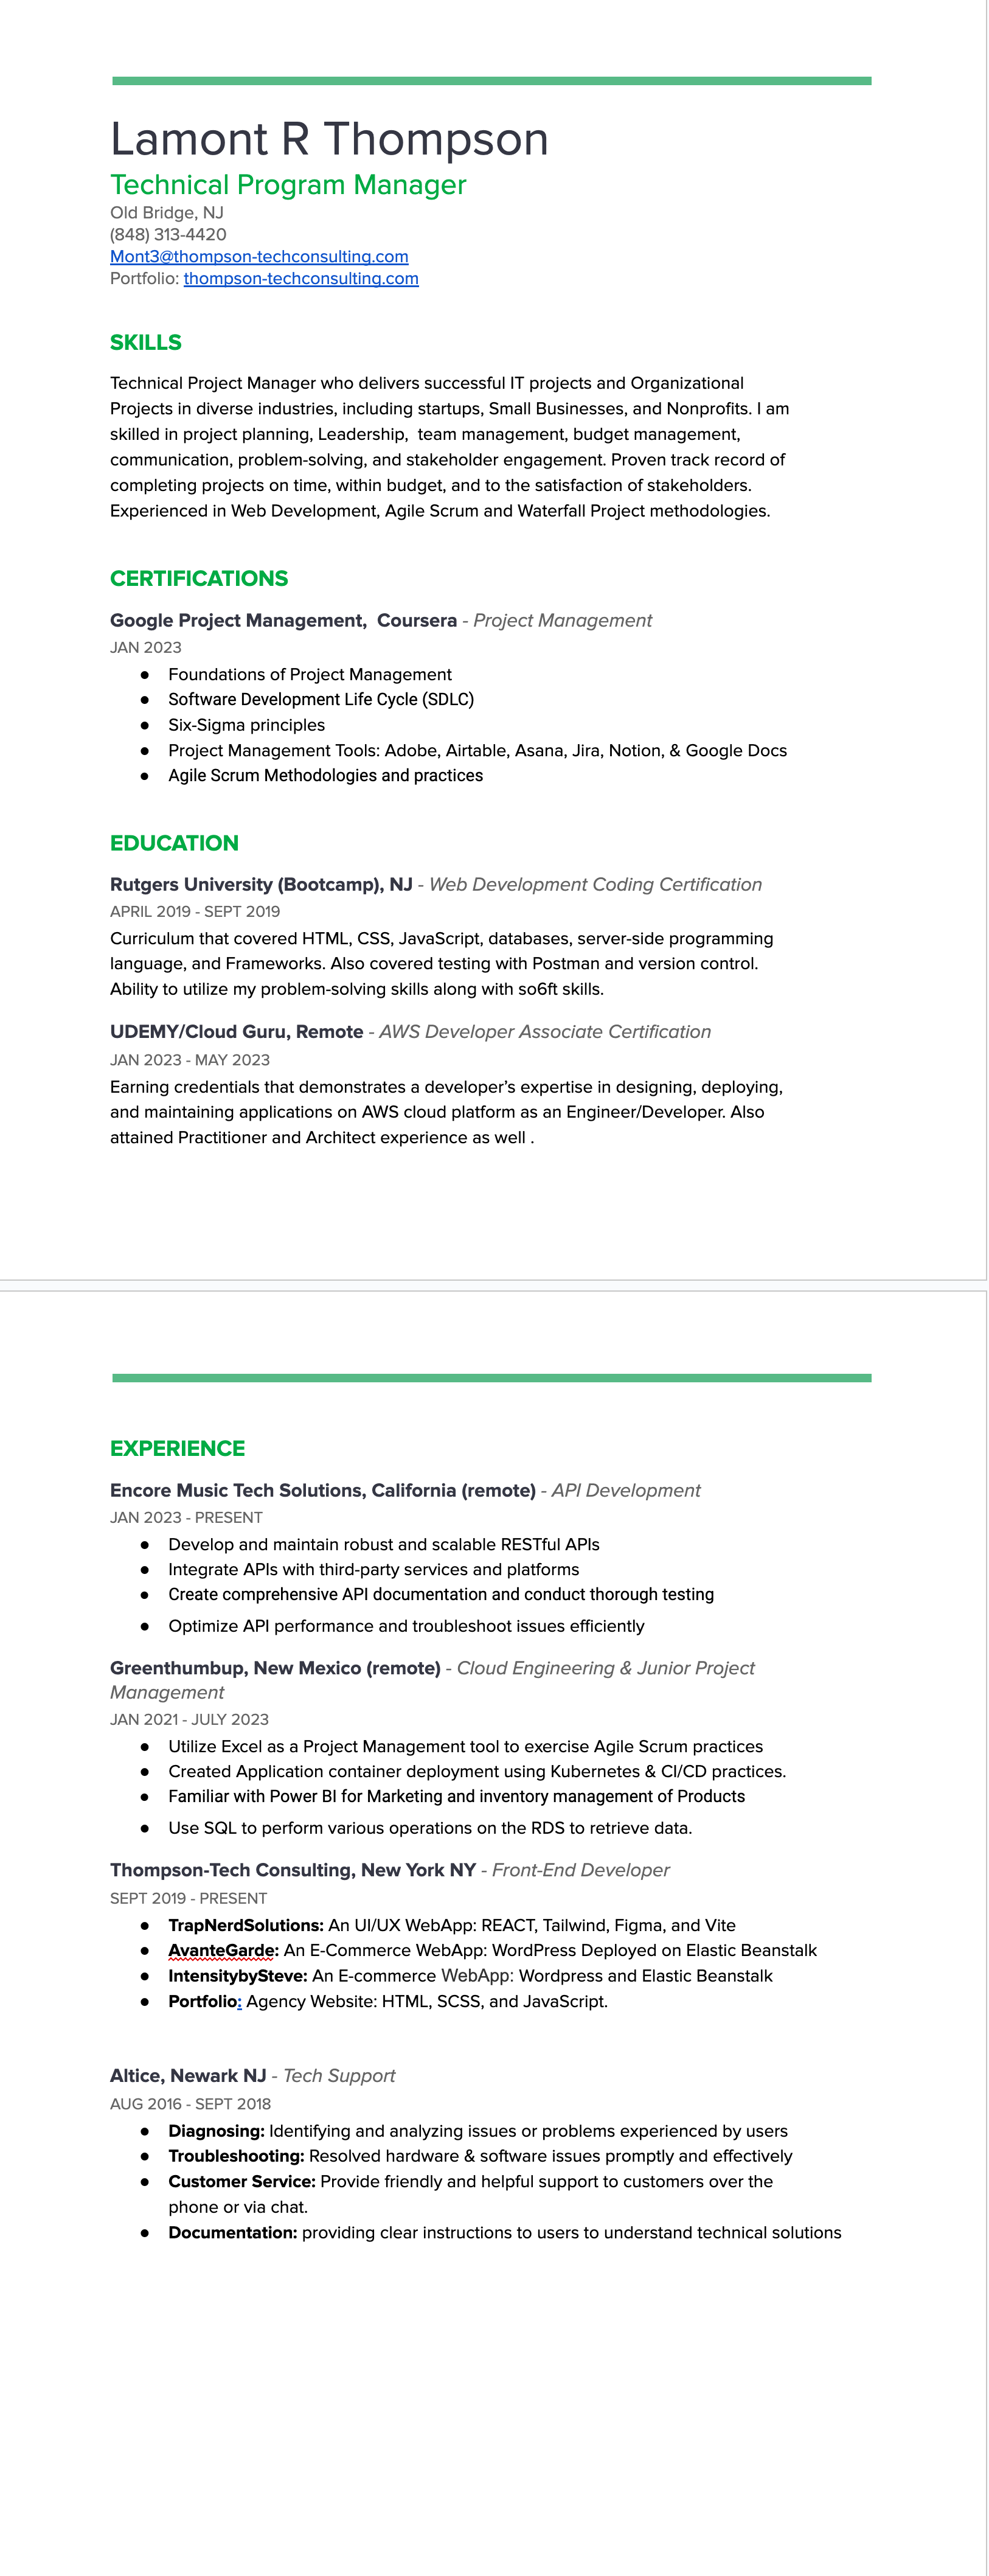 Lamont R Thompson
Technical Program Manager
Old Bridge, NJ
(848) 313-4420
Mont3@thompson-techconsulting.com
Portfolio: thompson-techconsulting.com
SKILLS
Technical Project Manager who delivers successful IT projects and Organizational
Projects in diverse industries, including startups, Small Businesses, and Nonprofits. I am
skilled in project planning, Leadership,  team management, budget management,
communication, problem-solving, and stakeholder engagement. Proven track record of
completing projects on time, within budget, and to the satisfaction of stakeholders.
Experienced in Web Development, Agile Scrum and Waterfall Project methodologies.
CERTIFICATIONS
Google Project Management,  Coursera - Project Management
JAN 2023
● Foundations of Project Management
● Software Development Life Cycle (SDLC)
● Six-Sigma principles
● Project Management Tools: Adobe, Airtable, Asana, Jira, Notion, & Google Docs
● Agile Scrum Methodologies and practices
EDUCATION
Rutgers University (Bootcamp), NJ - Web Development Coding Certification
APRIL 2019 - SEPT 2019
Curriculum that covered HTML, CSS, JavaScript, databases, server-side programming
language, and Frameworks. Also covered testing with Postman and version control.
Ability to utilize my problem-solving skills along with so6ft skills.
UDEMY/Cloud Guru, Remote - AWS Developer Associate Certification
JAN 2023 - MAY 2023
Earning credentials that demonstrates a developer’s expertise in designing, deploying,
and maintaining applications on AWS cloud platform as an Engineer/Developer. Also
attained Practitioner and Architect experience as well .
EXPERIENCE
Encore Music Tech Solutions, California (remote) - API Development
JAN 2023 - PRESENT
● Develop and maintain robust and scalable RESTful APIs
● Integrate APIs with third-party services and platforms
● Create comprehensive API documentation and conduct thorough testing
● Optimize API performance and troubleshoot issues efficiently
Greenthumbup, New Mexico (remote) - Cloud Engineering & Junior Project
Management
JAN 2021 - JULY 2023
● Utilize Excel as a Project Management tool to exercise Agile Scrum practices
● Created Application container deployment using Kubernetes & CI/CD practices.
● Familiar with Power BI for Marketing and inventory management of Products
● Use SQL to perform various operations on the RDS to retrieve data.
Thompson-Tech Consulting, New York NY - Front-End Developer
SEPT 2019 - PRESENT
● TrapNerdSolutions: An UI/UX WebApp: REACT, Tailwind, Figma, and Vite
● AvanteGarde: An E-Commerce WebApp: WordPress Deployed on Elastic Beanstalk
● IntensitybySteve: An E-commerce WebApp: Wordpress and Elastic Beanstalk
● Portfolio: Agency Website: HTML, SCSS, and JavaScript.
Altice, Newark NJ - Tech Support
AUG 2016 - SEPT 2018
● Diagnosing: Identifying and analyzing issues or problems experienced by users
● Troubleshooting: Resolved hardware & software issues promptly and effectively
● Customer Service: Provide friendly and helpful support to customers over the
phone or via chat.
● Documentation: providing clear instructions to users to understand technical solutions